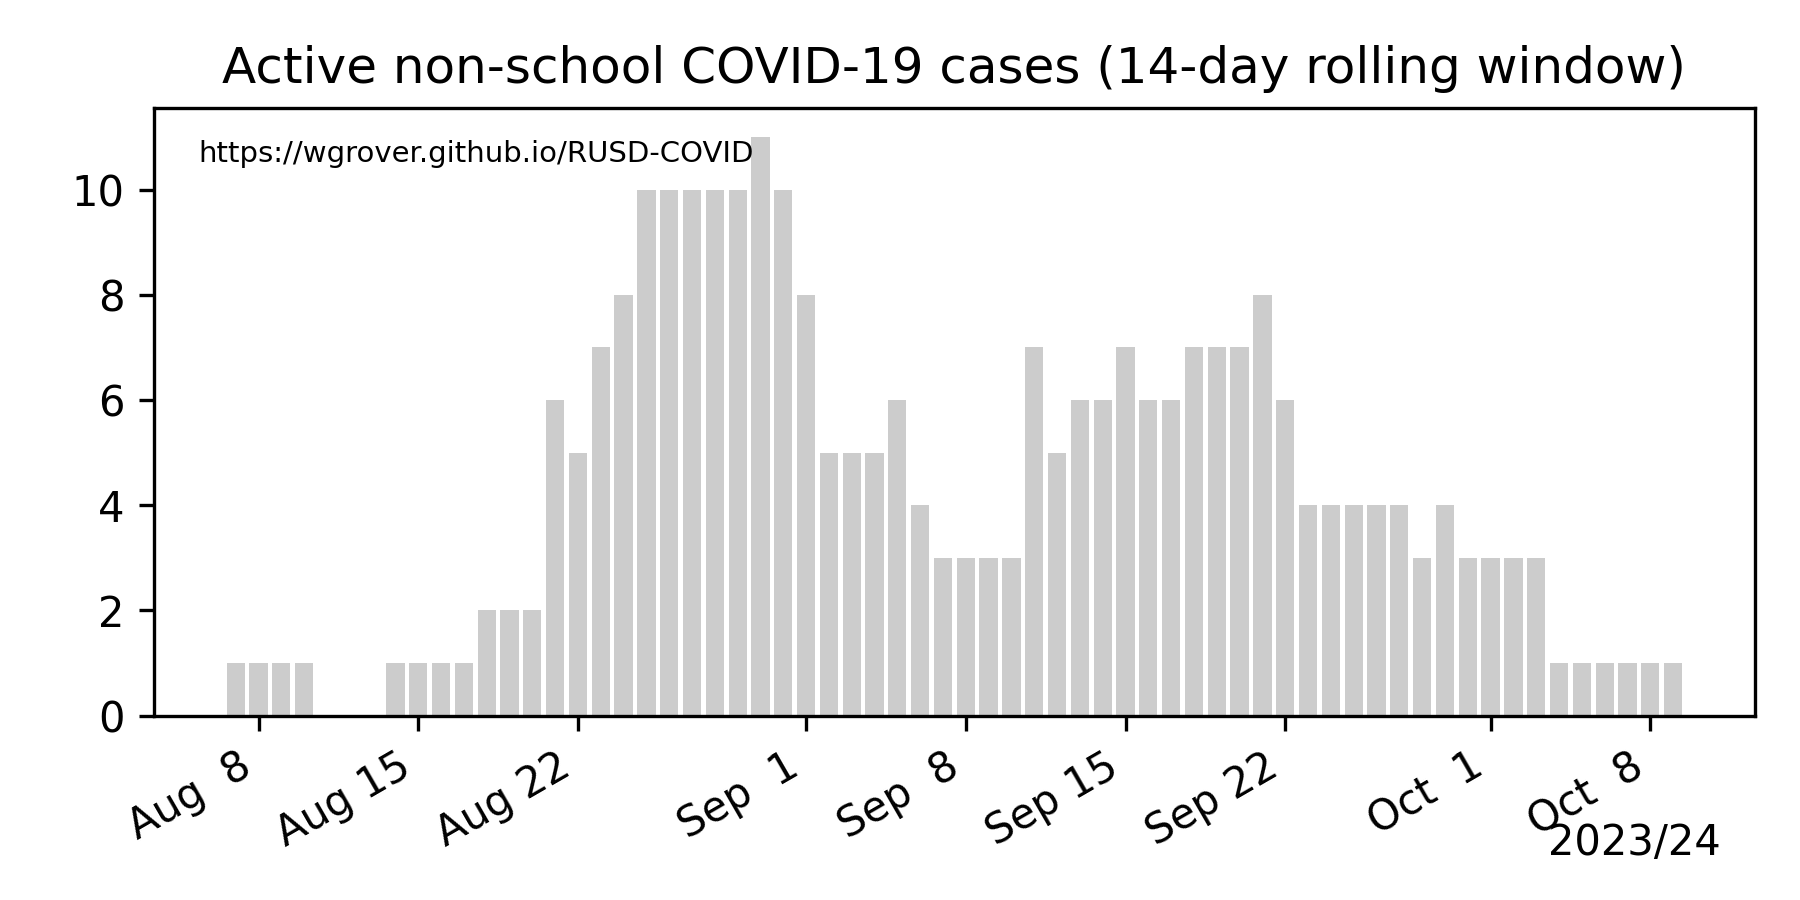 Active non-school COVID-19 cases (14-day rolling window)
https://wgrover.github.io/RUSD-COVID
10
8
6
4
2
0
Aug 8
Aug 15
Aug 22
Sep 1
Sep 8
Sep 15
Sep 22
Oct 1
Oct 8
2023/24